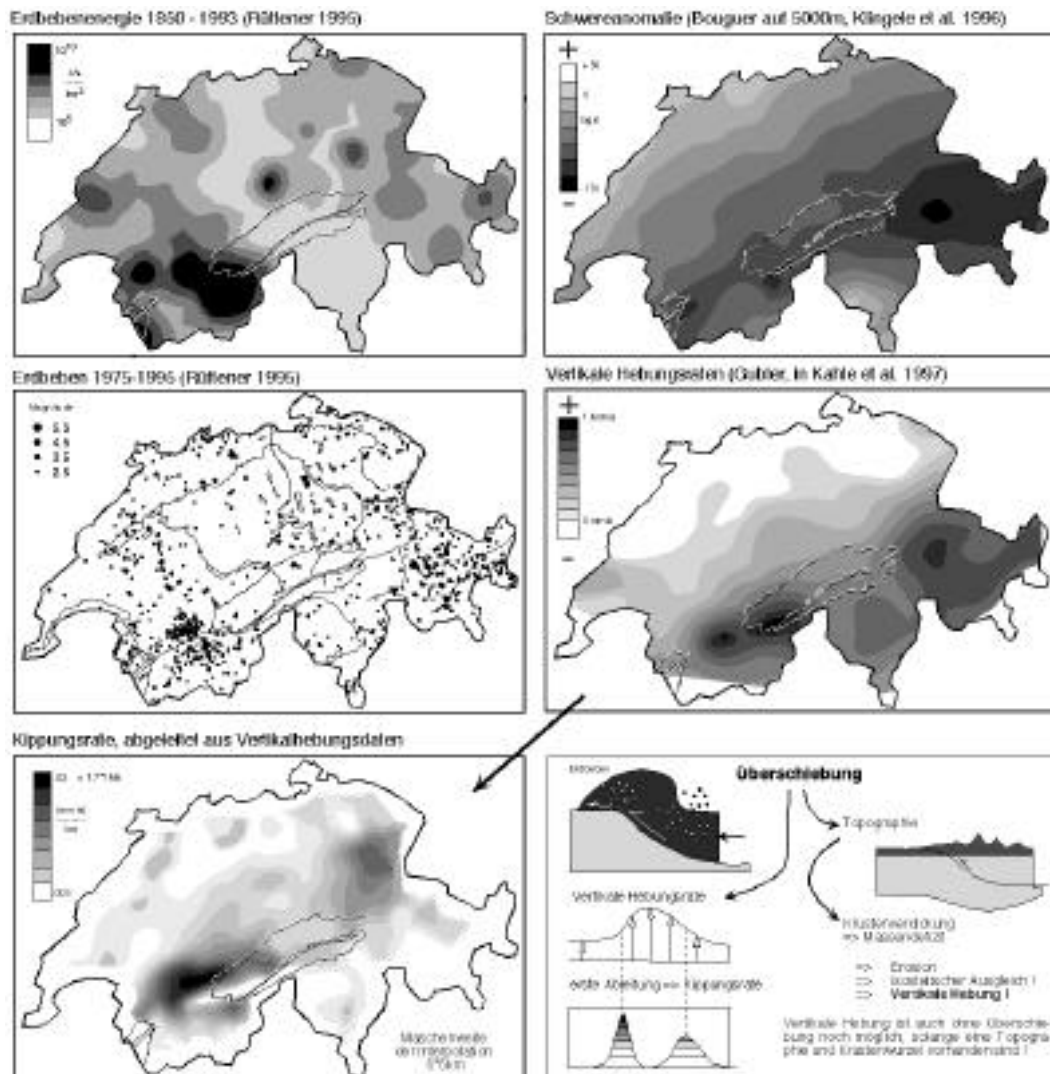 Erdbebenenergie 1850 - 1993 (Rüttener 1995)
Schwereanomalie (Bouguer auf 5000m, Klingele et al. 1996)
+
-
Erdbeben 1975-1995 (Rüttener 1995)
Vertikale Hebungsraten (Gubler, in Kahle et al. 1997)
Magnitude
5.5
4.5
3.5
2.5
+
-
Kippungsrate, abgeleitet aus Vertikalhebungsdaten
Maschenweite
der Interpolation
Erosion
Überschiebung
Topographie
Vertikale Hebungsrate
Krustenverdickung
=> Massendefizit
erste Ableitung => Kippungsrate
=> Erosion
=> Isostatischer Ausgleich !
=> Vertikale Hebung !
Vertikale Hebung ist auch ohne Überschie-
bung noch möglich, solange eine Topogra-
phie und Krustenwurzel vorhanden sind !